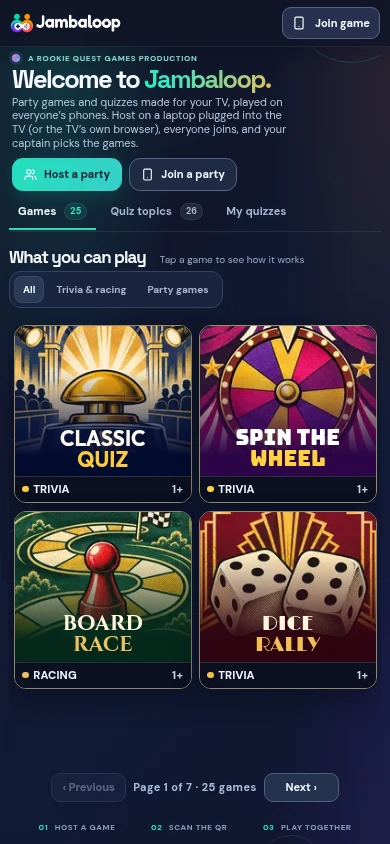 Jambaloop
Join game
A ROOKIE QUEST GAMES PRODUCTION
Welcome to Jambaloop.
Party games and quizzes made for your TV, played on
everyone's phones. Host on a laptop plugged into the
TV (or the TV's own browser), everyone joins, and your
captain picks the games.
Host a party
Join a party
Games 25 Quiz topics 26 My quizzes
What you can play Tap a game to see how it works
All Trivia & racing Party games
CLASSIC
QUIZ
TRIVIA 1+
SPIN THE
WHEEL
TRIVIA 1+
BOARD
RACE
RACING 1+
DICE
RALLY
TRIVIA 1+
‹ Previous Page 1 of 7 · 25 games Next ›
01 HOST A GAME 02 SCAN THE QR 03 PLAY TOGETHER